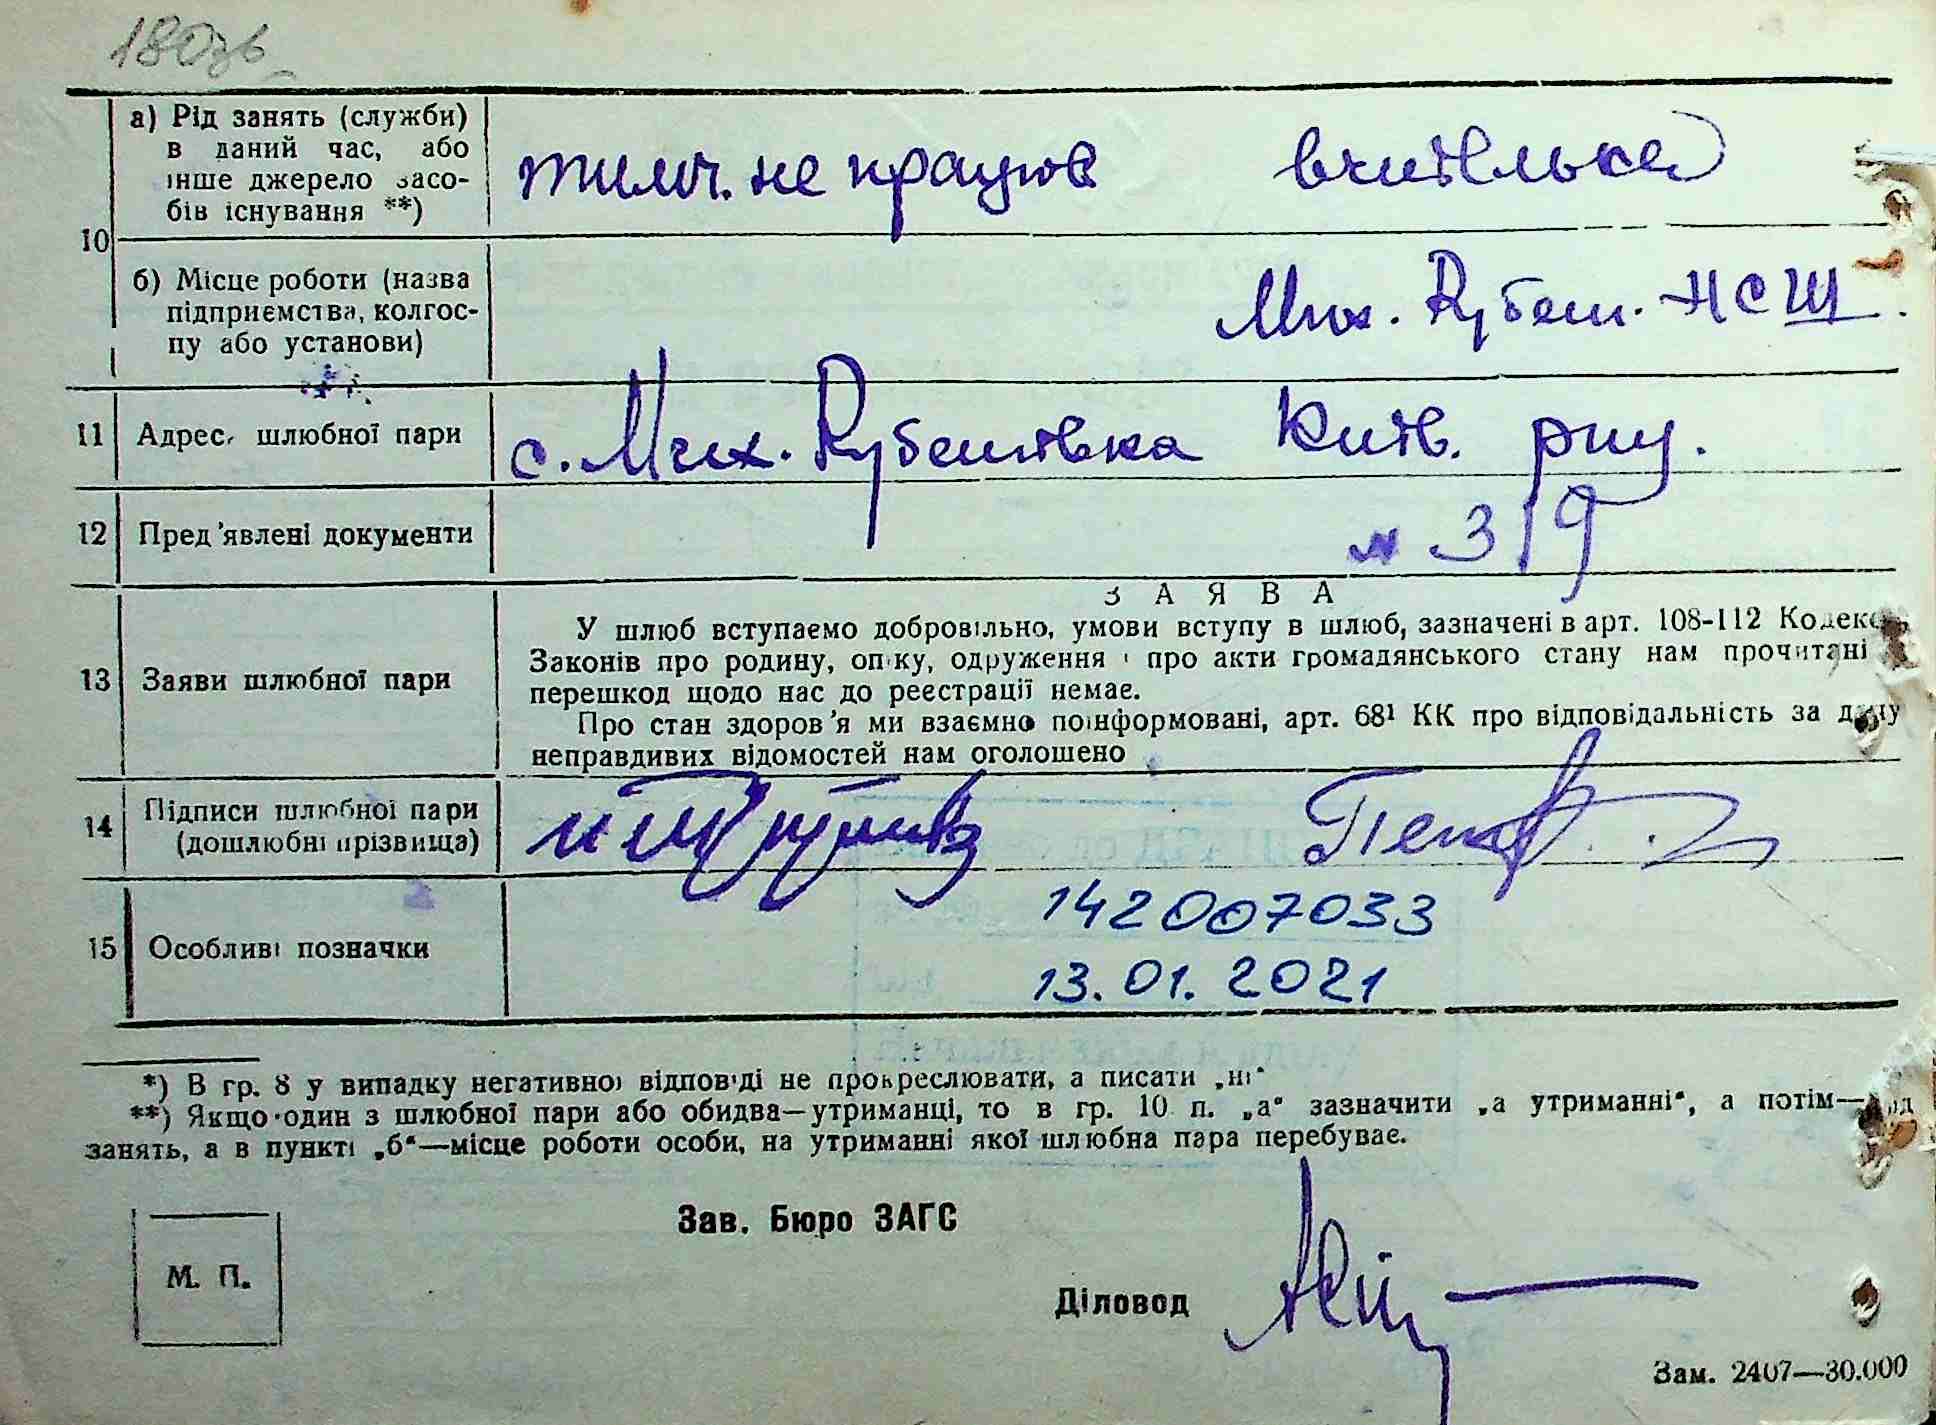 180зв
а) Рід занять (служби)
в даний час, або
інше джерело засо-
бів існування **)
тимч. не працює вчителька
10
б) Місце роботи (назва
підприємства, колгос-
пу або установи)
Мих. Рубеж. НСШ.
11 Адреса шлюбної пари
с. Мих. Рубежівка Київ. рну.
12 Пред'явлені документи
№ 319
З А Я В А
13 Заяви шлюбної пари
У шлюб вступаємо добровільно, умови вступу в шлюб, зазначені в арт. 108-112 Кодексу
Законів про родину, опіку, одруження і про акти громадянського стану нам прочитані і
перешкод щодо нас до реєстрації немає.
Про стан здоров'я ми взаємно поінформовані, арт. 68¹ КК про відповідальність за дачу
неправдивих відомостей нам оголошено
14 Підписи шлюбної пари
(дошлюбні прізвища)
15 Особливі позначки
142007033
13.01.2021
*) В гр. 8 у випадку негативної відповіді не прокреслювати, а писати „ні“
**) Якщо один з шлюбної пари або обидва—утриманці, то в гр. 10 п. „а“ зазначити „а утриманні“, а потім—рід
занять, а в пункті „б“—місце роботи особи, на утриманні якої шлюбна пара перебуває.
Зав. Бюро ЗАГС
М. П.
Діловод
Зам. 2407—30.000